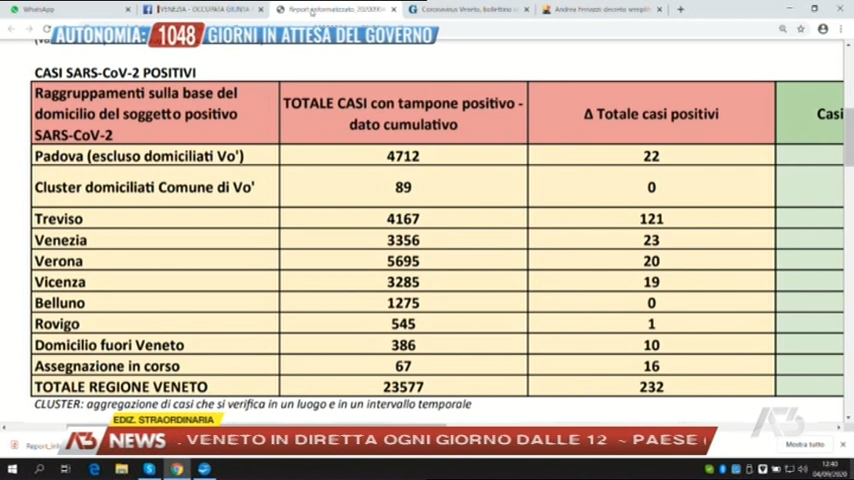 WhatsApp
VENEZIA - OCCUPATA GIUNTA
Coronavirus Veneto, bollettino
AUTONOMIA: 1048 GIORNI IN ATTESA DEL GOVERNO
CASI SARS-CoV-2 POSITIVI
Raggruppamenti sulla base del domicilio del soggetto positivo SARS-CoV-2 TOTALE CASI con tampone positivo - dato cumulativo Δ Totale casi positivi Casi
Padova (escluso domiciliati Vo') 4712 22
Cluster domiciliati Comune di Vo' 89 0
Treviso 4167 121
Venezia 3356 23
Verona 5695 20
Vicenza 3285 19
Belluno 1275 0
Rovigo 545 1
Domicilio fuori Veneto 386 10
Assegnazione in corso 67 16
TOTALE REGIONE VENETO 23577 232
CLUSTER: aggregazione di casi che si verifica in un luogo e in un intervallo temporale
EDIZ. STRAORDINARIA
A3 NEWS . VENETO IN DIRETTA OGNI GIORNO DALLE 12 ~ PAESE
A3
Mostra tutto
12:40
04/09/2020